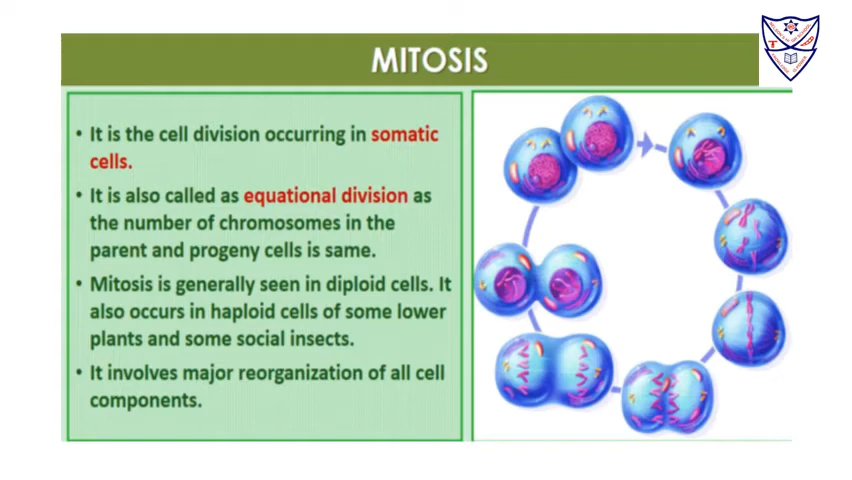 MITOSIS
• It is the cell division occurring in somatic
cells.
• It is also called as equational division as
the number of chromosomes in the
parent and progeny cells is same.
• Mitosis is generally seen in diploid cells. It
also occurs in haploid cells of some lower
plants and some social insects.
• It involves major reorganization of all cell
components.